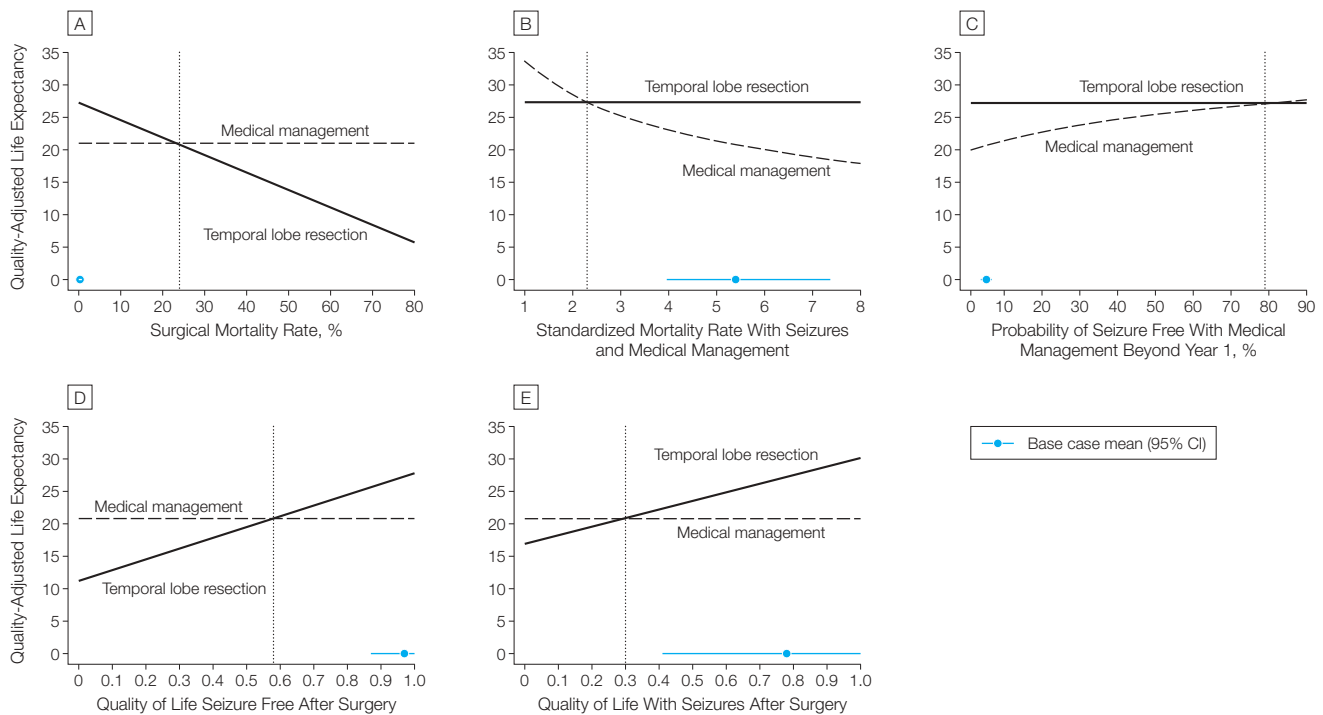 A
Quality-Adjusted Life Expectancy
35
30
25
20
15
10
5
0
Medical management
Temporal lobe resection
0 10 20 30 40 50 60 70 80
Surgical Mortality Rate, %
B
35
30
25
20
15
10
5
0
Temporal lobe resection
Medical management
1 2 3 4 5 6 7 8
Standardized Mortality Rate With Seizures
and Medical Management
C
35
30
25
20
15
10
5
0
Temporal lobe resection
Medical management
0 10 20 30 40 50 60 70 80 90
Probability of Seizure Free With Medical
Management Beyond Year 1, %
D
Quality-Adjusted Life Expectancy
35
30
25
20
15
10
5
0
Medical management
Temporal lobe resection
0 0.1 0.2 0.3 0.4 0.5 0.6 0.7 0.8 0.9 1.0
Quality of Life Seizure Free After Surgery
E
35
30
25
20
15
10
5
0
Temporal lobe resection
Medical management
0 0.1 0.2 0.3 0.4 0.5 0.6 0.7 0.8 0.9 1.0
Quality of Life With Seizures After Surgery
Base case mean (95% CI)